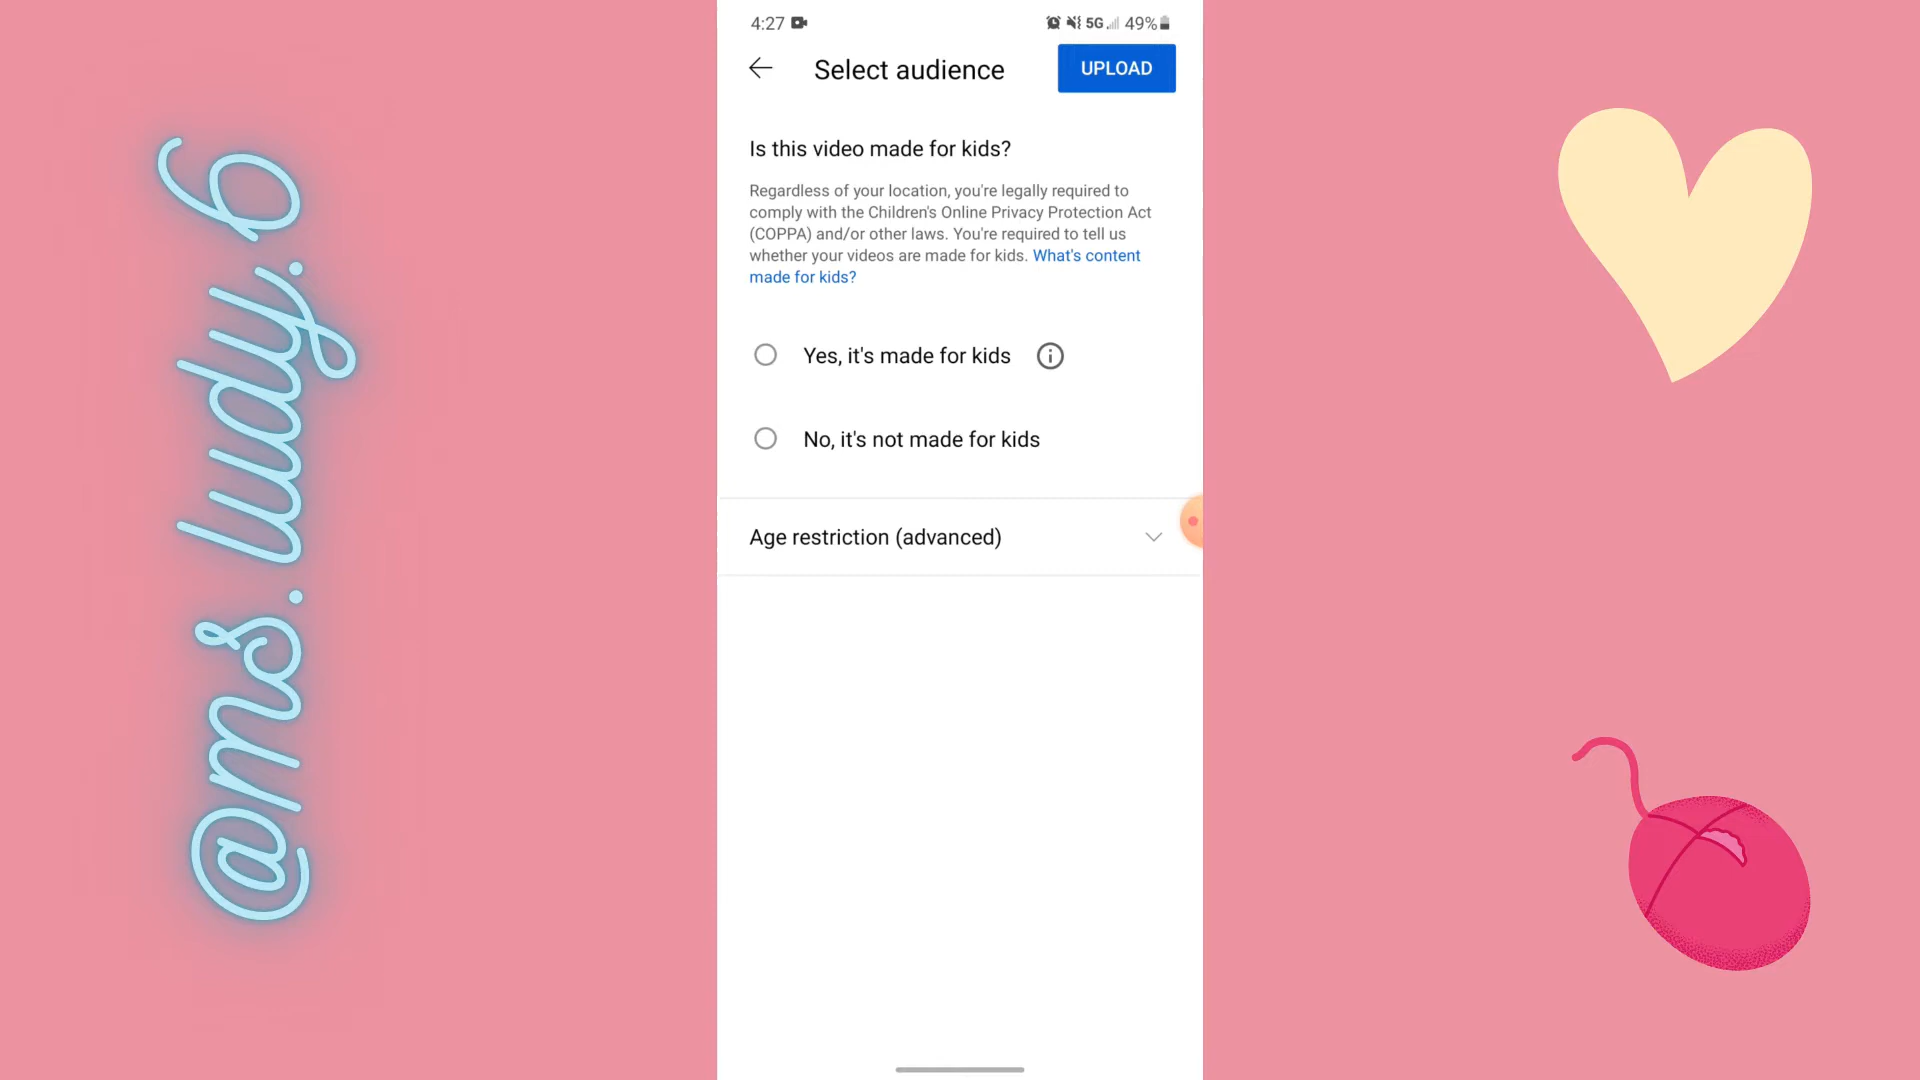 @ms.ludy.6
4:27
5G 49%
Select audience
UPLOAD
Is this video made for kids?
Regardless of your location, you're legally required to
comply with the Children's Online Privacy Protection Act
(COPPA) and/or other laws. You're required to tell us
whether your videos are made for kids. What's content
made for kids?
Yes, it's made for kids
No, it's not made for kids
Age restriction (advanced)